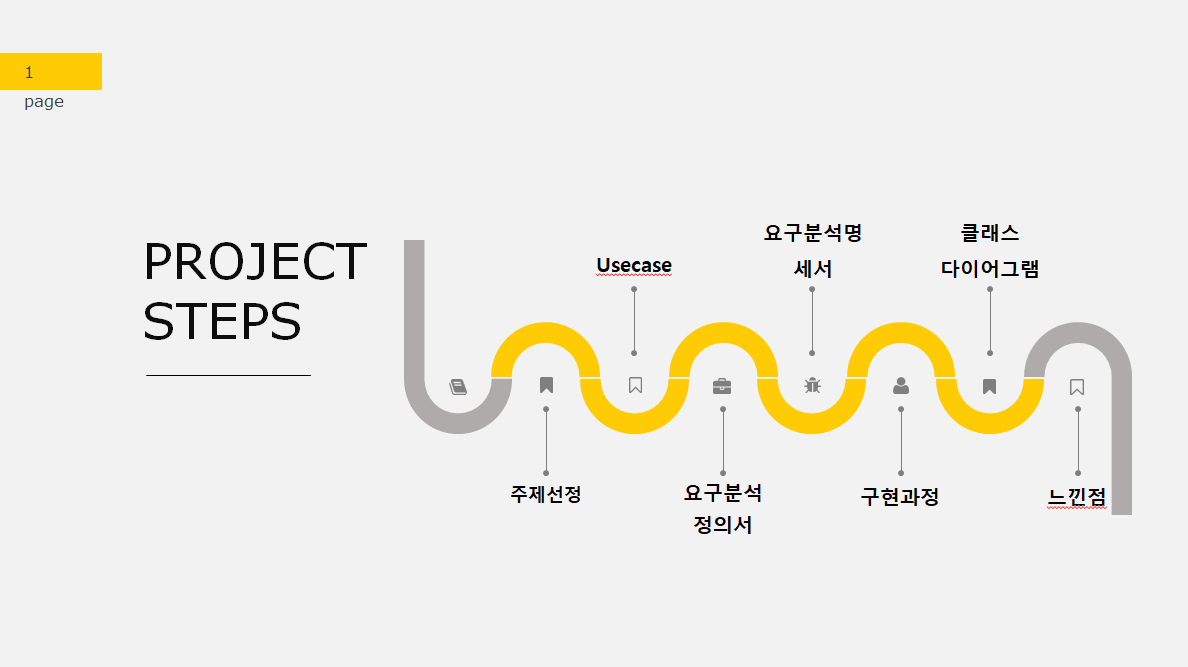 1
page
PROJECT
STEPS
주제선정
Usecase
요구분석
정의서
요구분석명
세서
구현과정
클래스
다이어그램
느낀점